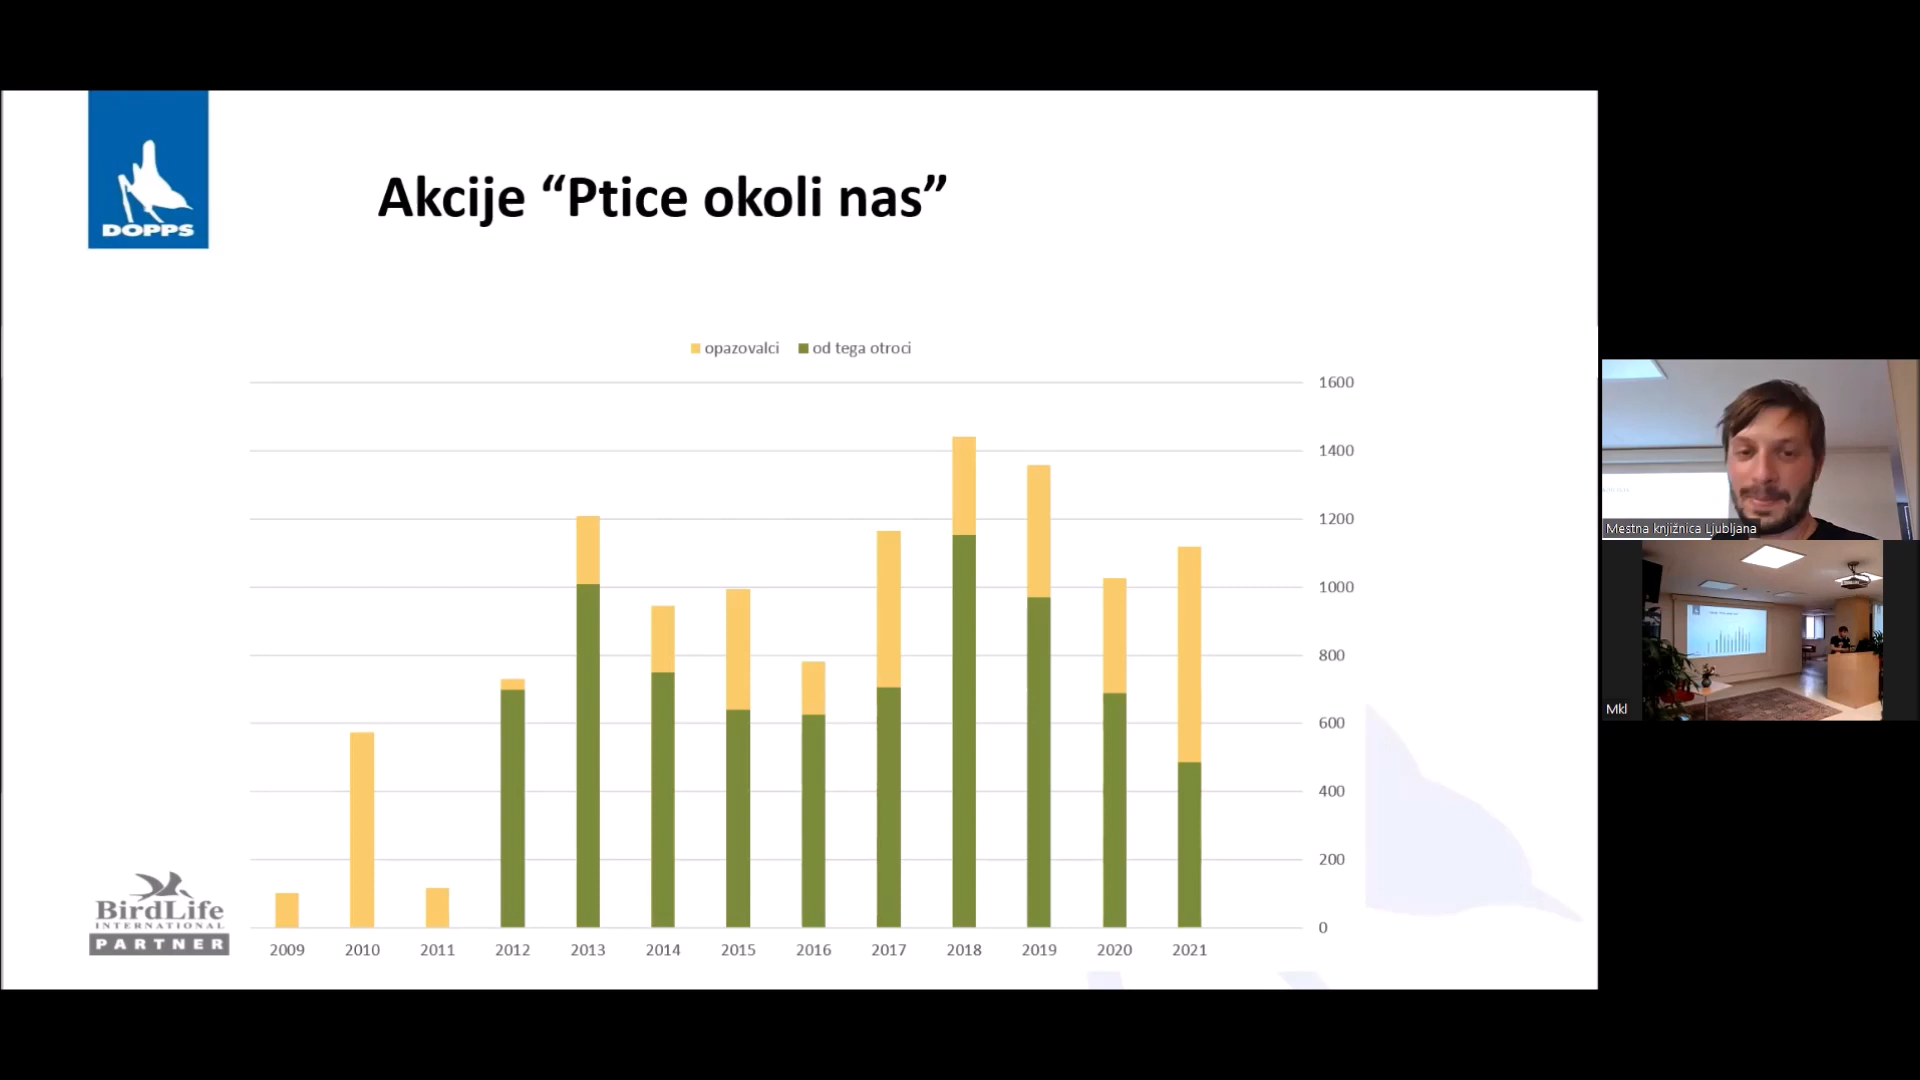 DOPPS
Akcije “Ptice okoli nas”
opazovalci od tega otroci
1600
1400
1200
1000
800
600
400
200
0
2009 2010 2011 2012 2013 2014 2015 2016 2017 2018 2019 2020 2021
BirdLife
INTERNATIONAL
PARTNER
Mestna knjižnica Ljubljana
Mkl